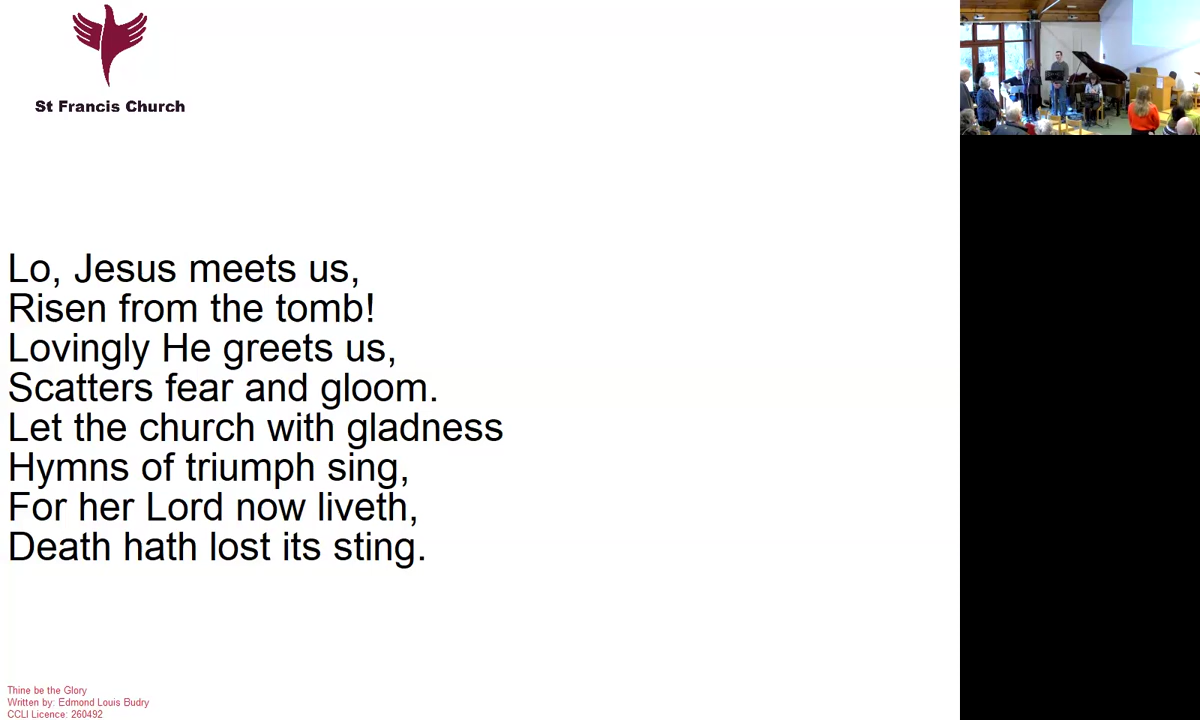 St Francis Church
Lo, Jesus meets us,
Risen from the tomb!
Lovingly He greets us,
Scatters fear and gloom.
Let the church with gladness
Hymns of triumph sing,
For her Lord now liveth,
Death hath lost its sting.
Thine be the Glory
Written by: Edmond Louis Budry
CCLI Licence: 260492